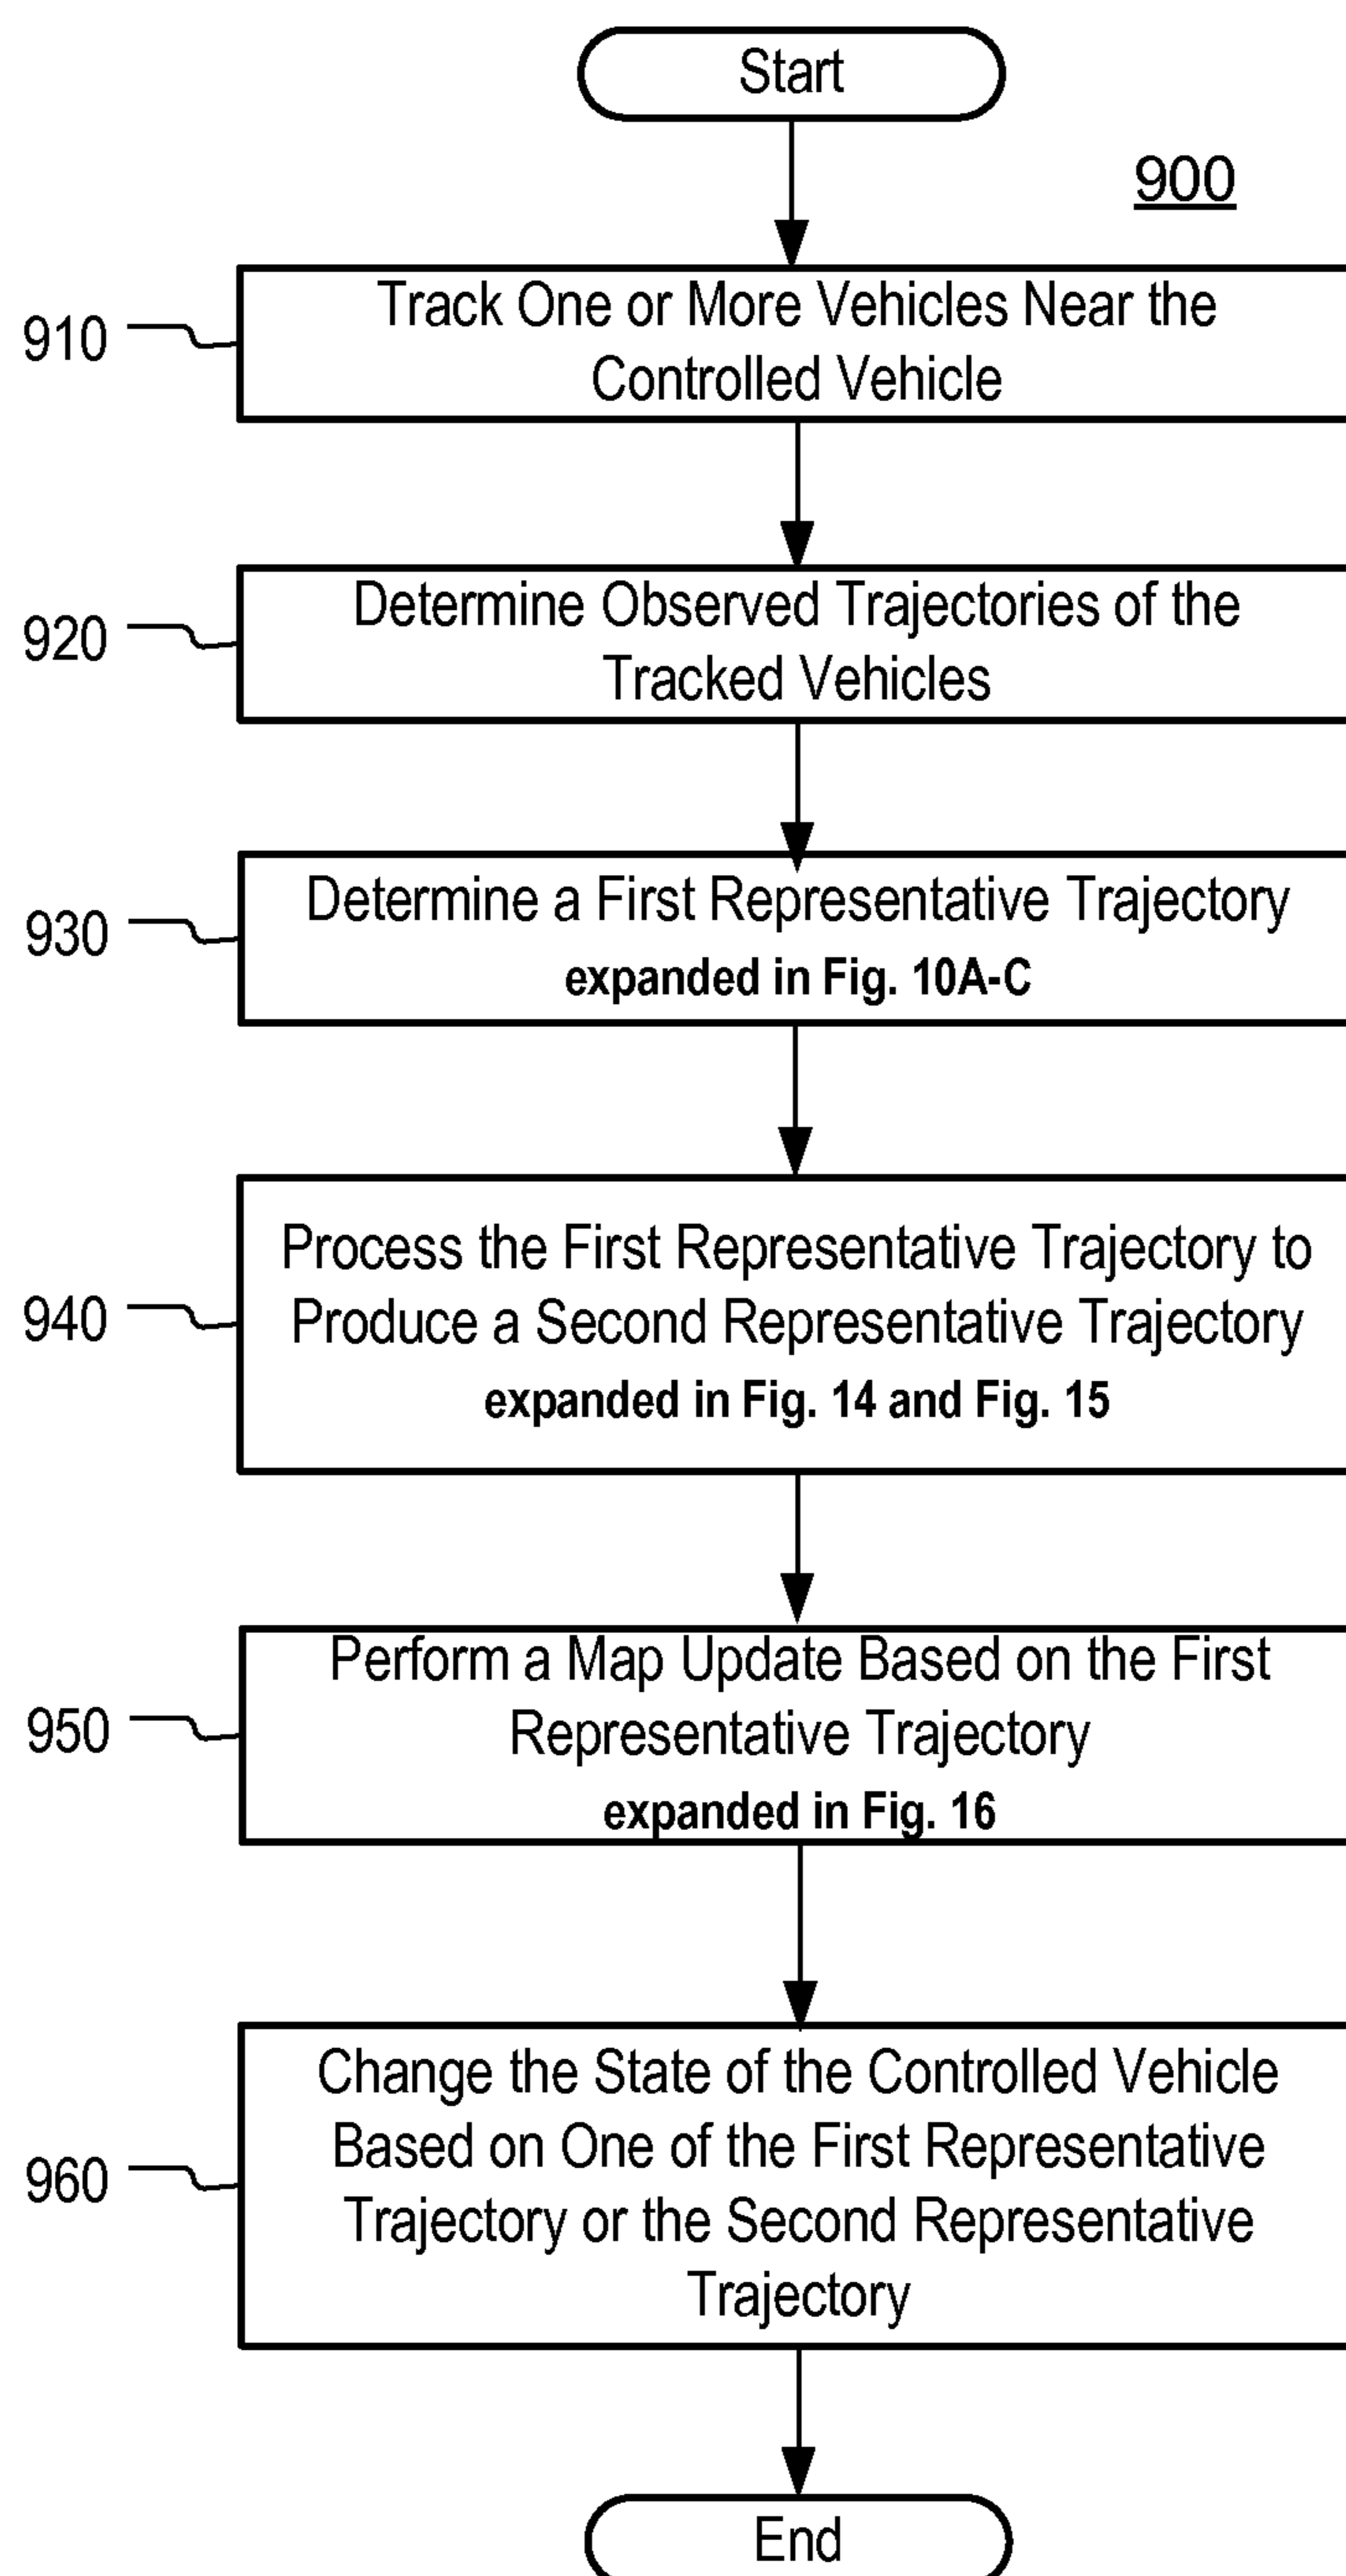 Start
900
910
Track One or More Vehicles Near the
Controlled Vehicle
920
Determine Observed Trajectories of the
Tracked Vehicles
930
Determine a First Representative Trajectory
expanded in Fig. 10A-C
940
Process the First Representative Trajectory to
Produce a Second Representative Trajectory
expanded in Fig. 14 and Fig. 15
950
Perform a Map Update Based on the First
Representative Trajectory
expanded in Fig. 16
960
Change the State of the Controlled Vehicle
Based on One of the First Representative
Trajectory or the Second Representative
Trajectory
End